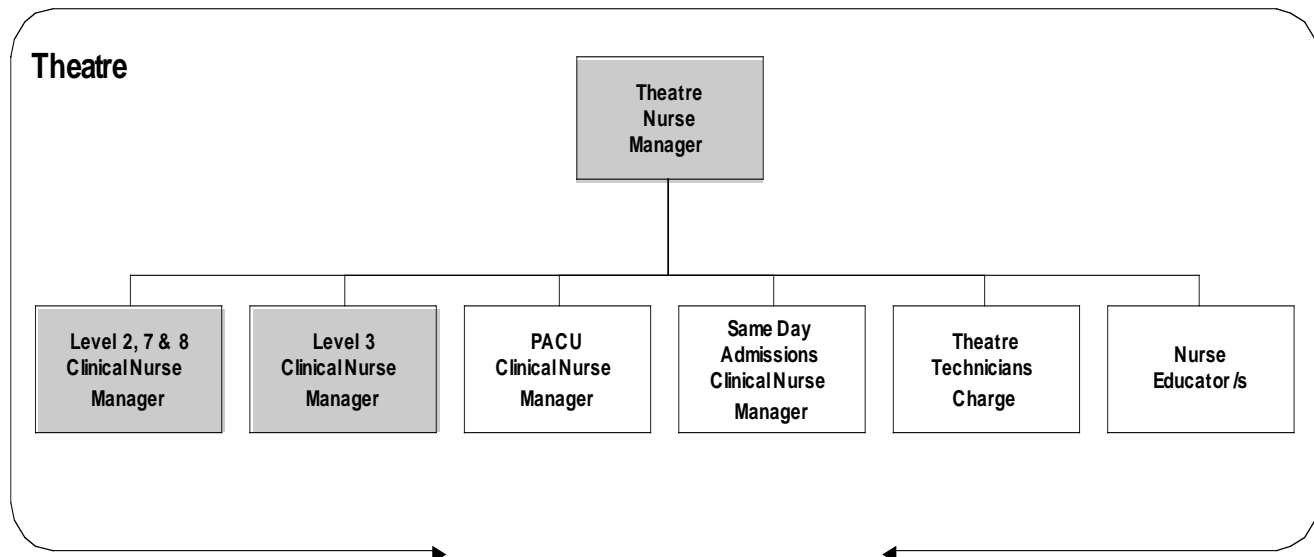 Theatre
Theatre
Nurse
Manager
Level 2, 7 & 8
Clinical Nurse
Manager
Level 3
Clinical Nurse
Manager
PACU
Clinical Nurse
Manager
Same Day
Admissions
Clinical Nurse
Manager
Theatre
Technicians
Charge
Nurse
Educator/s